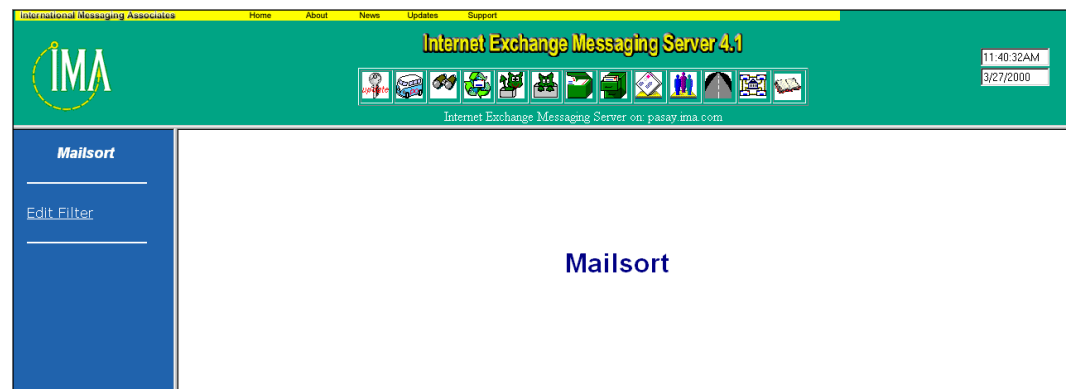 International Messaging Associates Home About News Updates Support
IMA
Internet Exchange Messaging Server 4.1
11:40:32AM
3/27/2000
update
Internet Exchange Messaging Server on: pasay.ima.com
Mailsort
Edit Filter
Mailsort